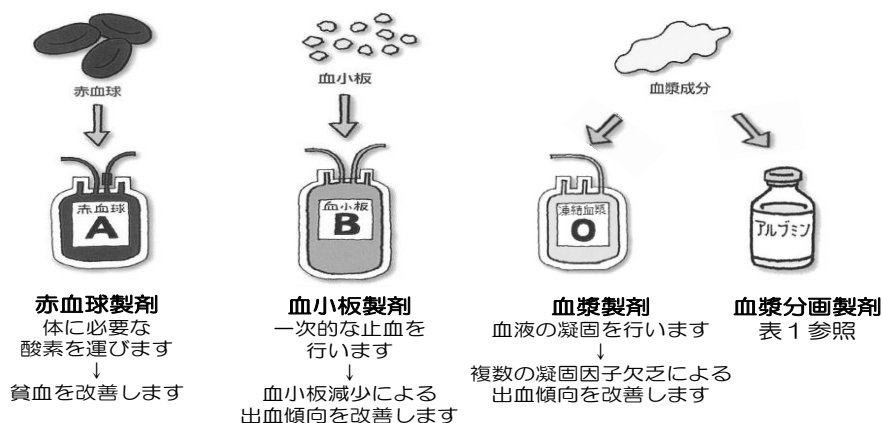 赤血球
血小板
血漿成分
赤血球
A
血小板
B
凍結血漿
O
アルブミン
赤血球製剤
体に必要な
酸素を運びます
↓
貧血を改善します
血小板製剤
一次的な止血を
行います
↓
血小板減少による
出血傾向を改善します
血漿製剤
血液の凝固を行います
↓
複数の凝固因子欠乏による
出血傾向を改善します
血漿分画製剤
表1参照